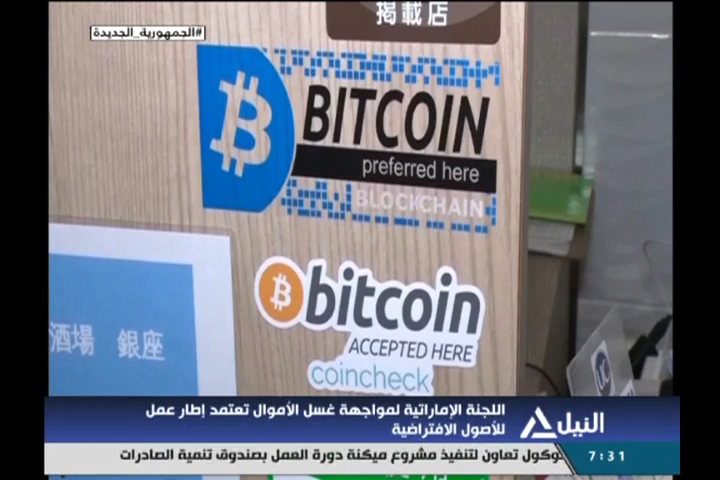 #الجمهورية_الجديدة
掲載店
BITCOIN
preferred here
BLOCKCHAIN
酒場 銀座
bitcoin
ACCEPTED HERE
coincheck
النيل
اللجنة الإماراتية لمواجهة غسل الأموال تعتمد إطار عمل
للأصول الافتراضية
7:31
وكول تعاون لتنفيذ مشروع ميكنة دورة العمل بصندوق تنمية الصادرات